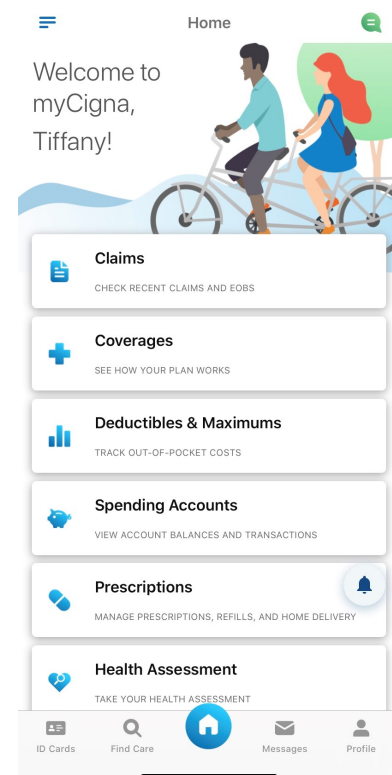 Home
Welcome to
myCigna,
Tiffany!
Claims
CHECK RECENT CLAIMS AND EOBS
Coverages
SEE HOW YOUR PLAN WORKS
Deductibles & Maximums
TRACK OUT-OF-POCKET COSTS
Spending Accounts
VIEW ACCOUNT BALANCES AND TRANSACTIONS
Prescriptions
MANAGE PRESCRIPTIONS, REFILLS, AND HOME DELIVERY
Health Assessment
TAKE YOUR HEALTH ASSESSMENT
ID Cards Find Care Messages Profile